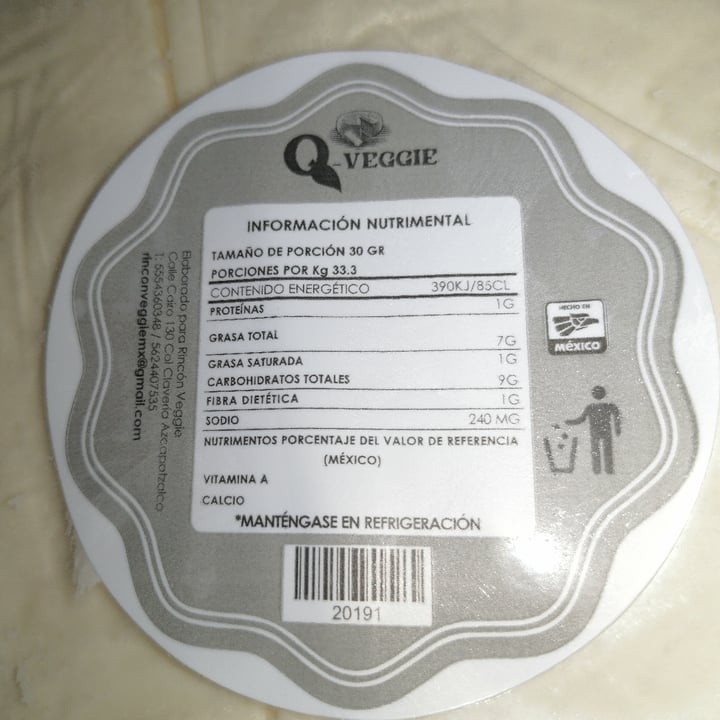 Q-VEGGIE
INFORMACIÓN NUTRIMENTAL
TAMAÑO DE PORCIÓN 30 GR
PORCIONES POR Kg 33.3
CONTENIDO ENERGÉTICO 390KJ/85CL
PROTEÍNAS 1G
GRASA TOTAL 7G
GRASA SATURADA 1G
CARBOHIDRATOS TOTALES 9G
FIBRA DIETÉTICA 1G
SODIO 240 MG
NUTRIMENTOS PORCENTAJE DEL VALOR DE REFERENCIA
(MÉXICO)
VITAMINA A
CALCIO
*MANTÉNGASE EN REFRIGERACIÓN
20191
Elaborado para Rincón Veggie
Calle Cairo 130 Col Clavería Azcapotzalco
T: 5554360348 / 5624407535
rinconveggiemx@gmail.com
HECHO EN
MÉXICO